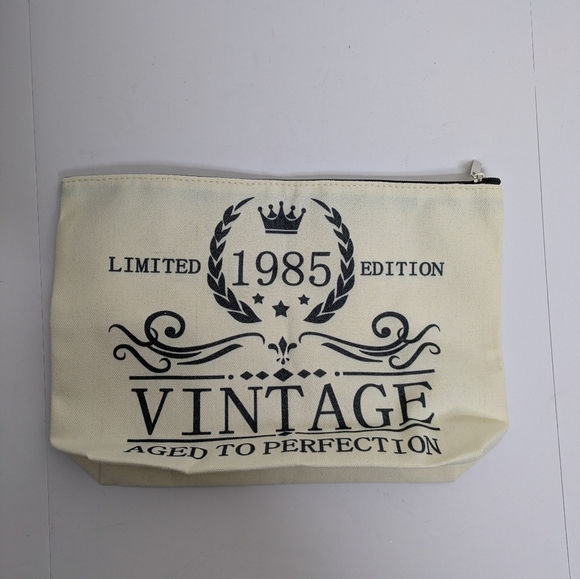 LIMITED 1985 EDITION
VINTAGE
AGED TO PERFECTION